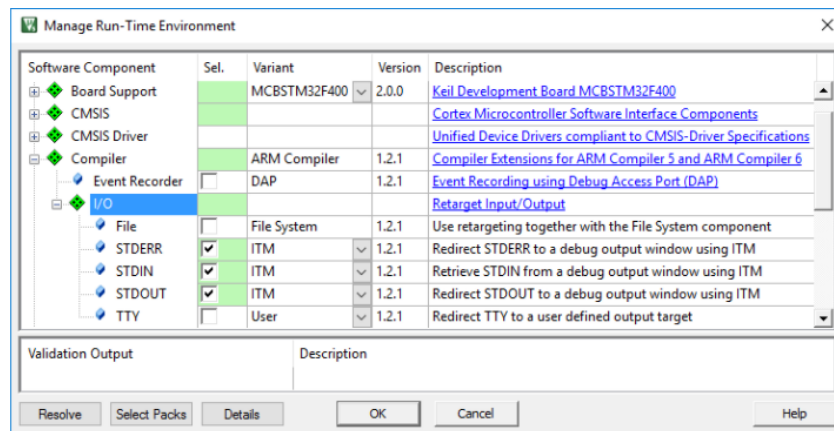 Manage Run-Time Environment
Software Component Sel. Variant Version Description
Board Support MCBSTM32F400 2.0.0 Keil Development Board MCBSTM32F400
CMSIS Cortex Microcontroller Software Interface Components
CMSIS Driver Unified Device Drivers compliant to CMSIS-Driver Specifications
Compiler ARM Compiler 1.2.1 Compiler Extensions for ARM Compiler 5 and ARM Compiler 6
Event Recorder DAP 1.2.1 Event Recording using Debug Access Port (DAP)
I/O Retarget Input/Output
File File System 1.2.1 Use retargeting together with the File System component
STDERR ITM 1.2.1 Redirect STDERR to a debug output window using ITM
STDIN ITM 1.2.1 Retrieve STDIN from a debug output window using ITM
STDOUT ITM 1.2.1 Redirect STDOUT to a debug output window using ITM
TTY User 1.2.1 Redirect TTY to a user defined output target
Validation Output Description
Resolve Select Packs Details OK Cancel Help